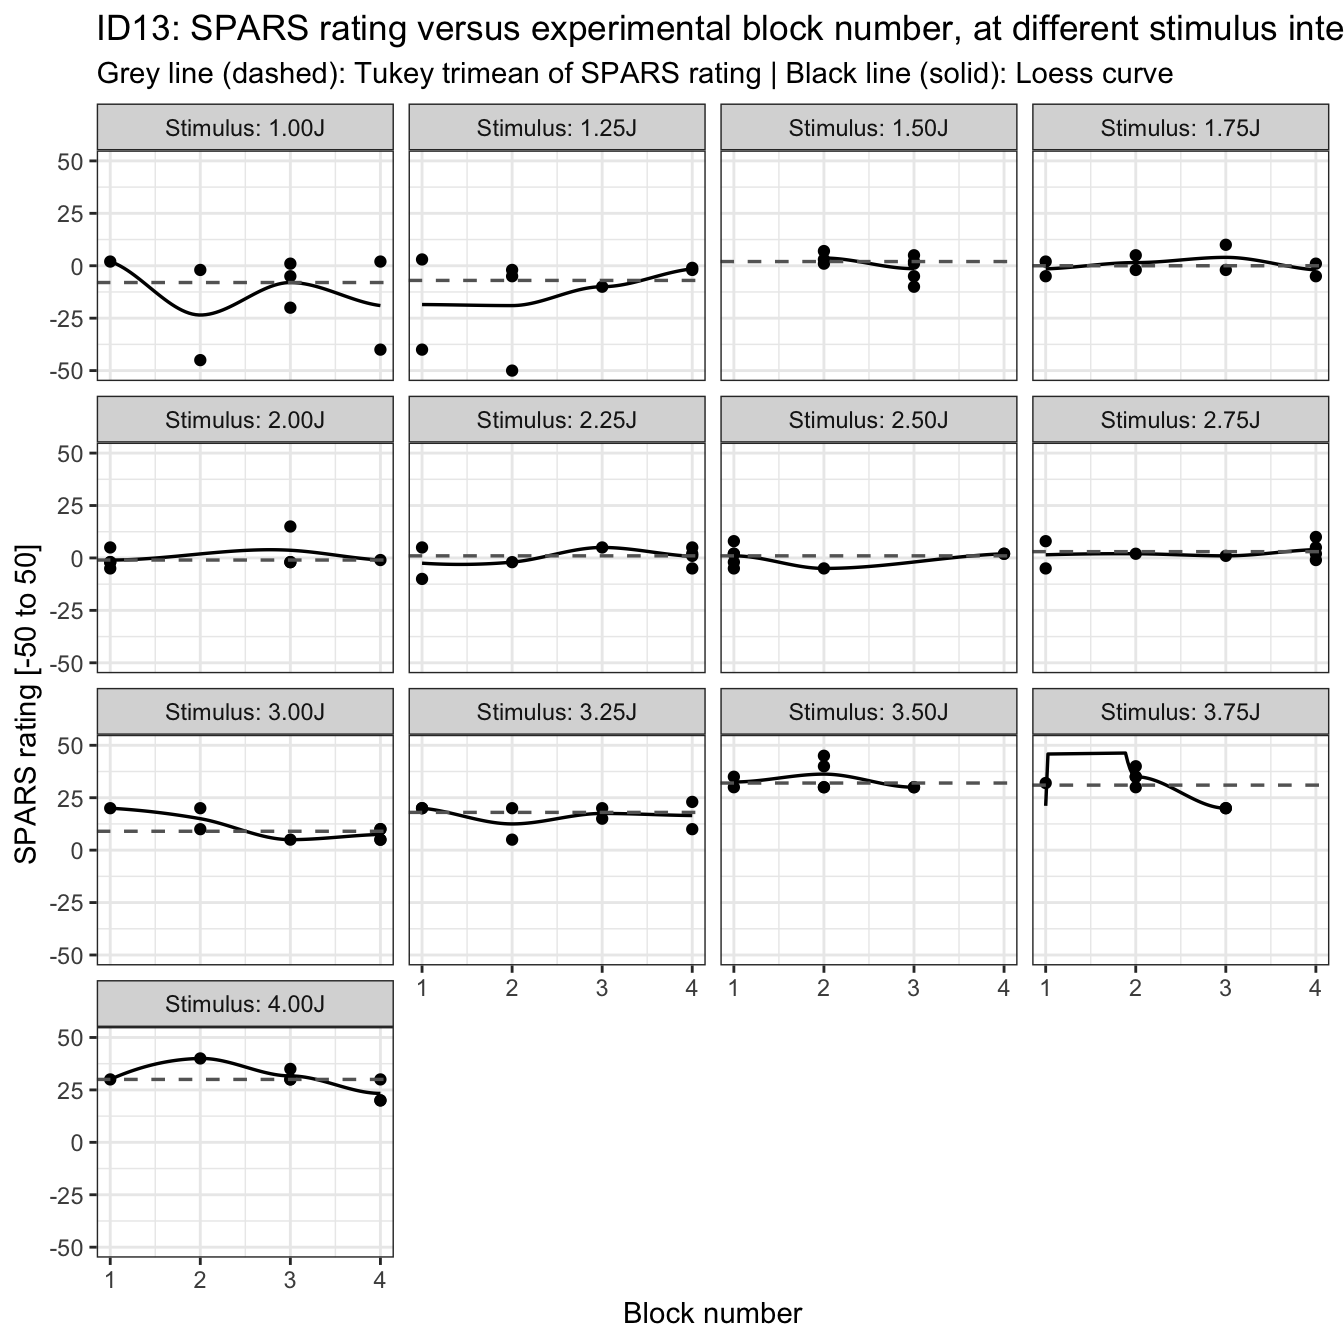 ID13: SPARS rating versus experimental block number, at different stimulus inte
Grey line (dashed): Tukey trimean of SPARS rating | Black line (solid): Loess curve
Stimulus: 1.00J
Stimulus: 1.25J
Stimulus: 1.50J
Stimulus: 1.75J
50
25
0
-25
-50
Stimulus: 2.00J
Stimulus: 2.25J
Stimulus: 2.50J
Stimulus: 2.75J
50
25
0
-25
-50
SPARS rating [-50 to 50]
Stimulus: 3.00J
Stimulus: 3.25J
Stimulus: 3.50J
Stimulus: 3.75J
50
25
0
-25
-50
1 2 3 4
1 2 3 4
1 2 3 4
Stimulus: 4.00J
50
25
0
-25
-50
1 2 3 4
Block number